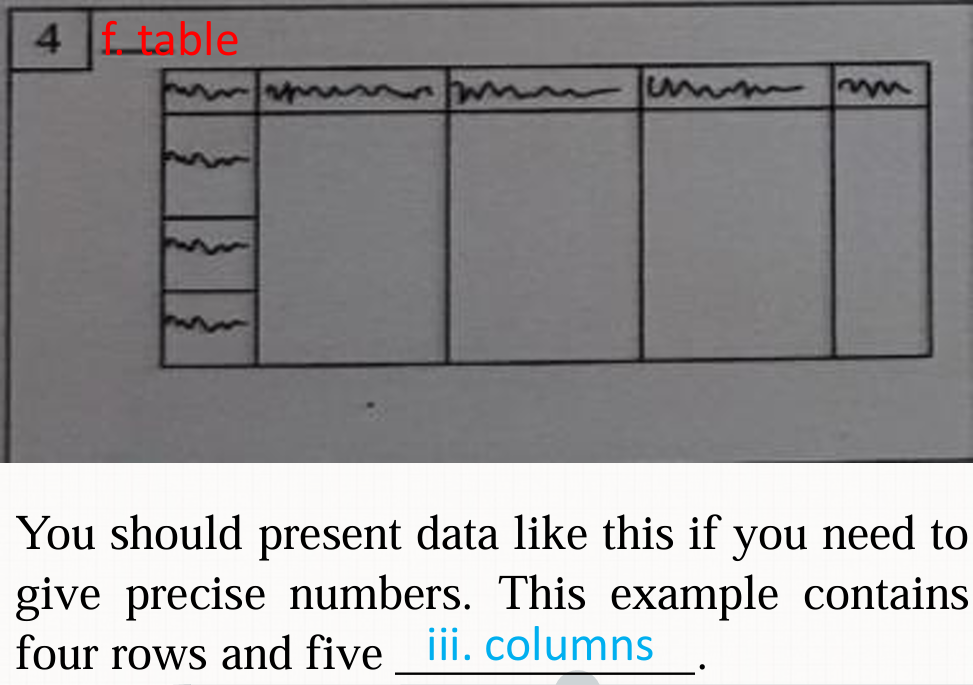 4 f. table
You should present data like this if you need to
give precise numbers. This example contains
four rows and five iii. columns.